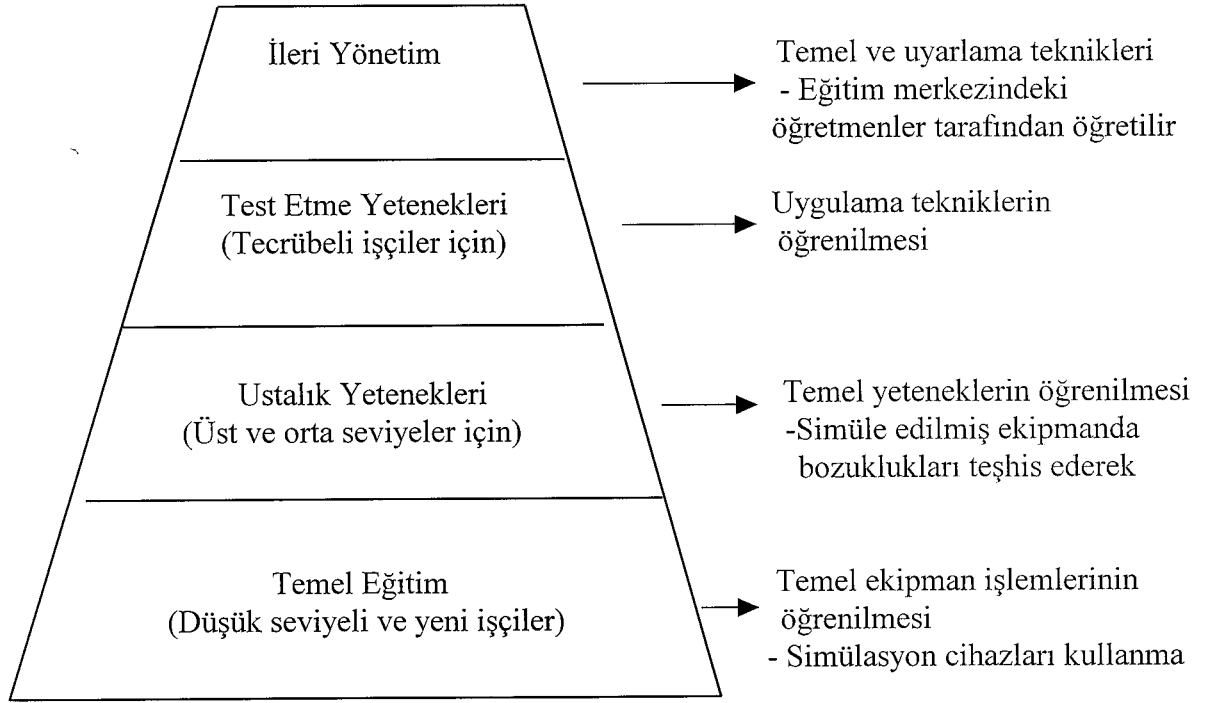 İleri Yönetim
Temel ve uyarlama teknikleri
- Eğitim merkezindeki
öğretmenler tarafından öğretilir
Test Etme Yetenekleri
(Tecrübeli işçiler için)
Uygulama tekniklerin
öğrenilmesi
Ustalık Yetenekleri
(Üst ve orta seviyeler için)
Temel yeteneklerin öğrenilmesi
-Simüle edilmiş ekipmanda
bozuklukları teşhis ederek
Temel Eğitim
(Düşük seviyeli ve yeni işçiler)
Temel ekipman işlemlerinin
öğrenilmesi
- Simülasyon cihazları kullanma